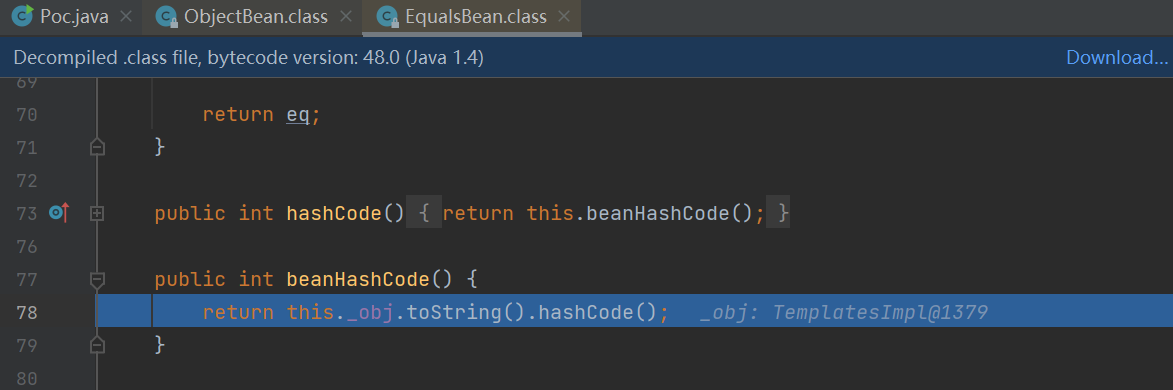 Poc.java × ObjectBean.class × EqualsBean.class ×
Decompiled .class file, bytecode version: 48.0 (Java 1.4) Download...
69
70 return eq;
71 }
72
73 public int hashCode() { return this.beanHashCode(); }
76
77 public int beanHashCode() {
78 return this._obj.toString().hashCode(); _obj: TemplatesImpl@1379
79 }
80